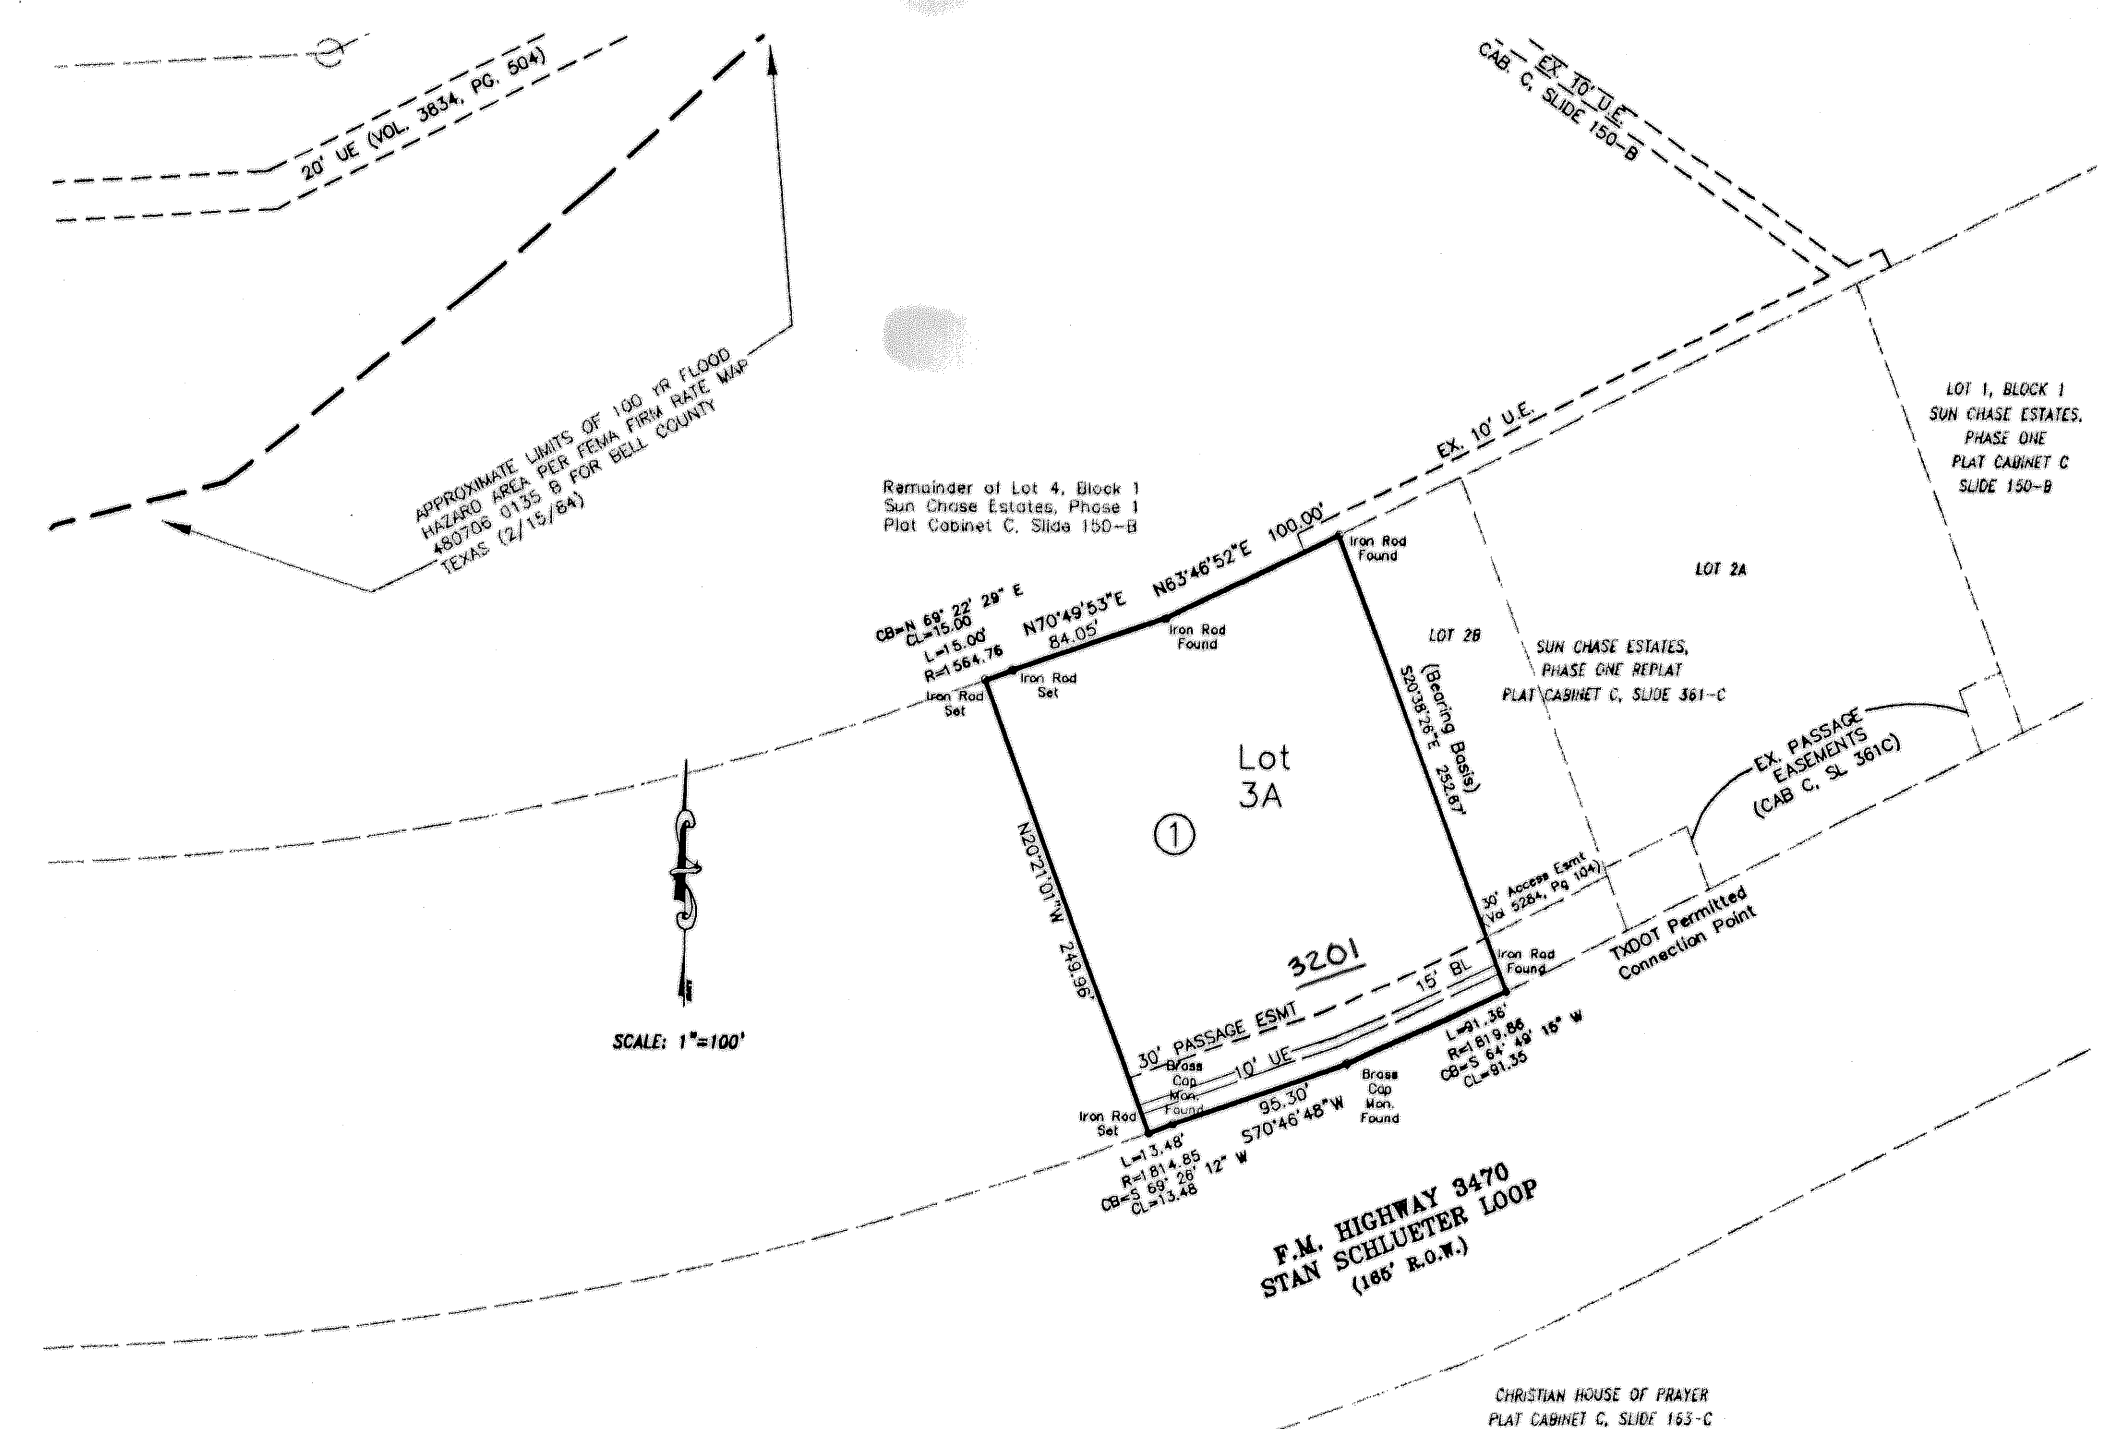 20' UE (VOL. 3834, PG. 504)
EX. 10' U.E.
CAB. C, SLIDE 150-B
APPROXIMATE LIMITS OF 100 YR FLOOD
HAZARD AREA PER FEMA FIRM RATE MAP
480706 0135 B FOR BELL COUNTY
TEXAS (2/15/84)
LOT 1, BLOCK 1
SUN CHASE ESTATES,
PHASE ONE
PLAT CABINET C
SLIDE 150-B
EX. 10' U.E.
Remainder of Lot 4, Block 1
Sun Chase Estates, Phase 1
Plat Cabinet C, Slide 150-B
N63°46'52"E 100.00'
Iron Rod
Found
LOT 2A
CB=N 69° 22' 29" E
CL=15.00
L=15.00'
R=1564.76
N70°49'53"E
84.05'
Iron Rod
Found
LOT 2B
SUN CHASE ESTATES,
PHASE ONE REPLAT
PLAT CABINET C, SLIDE 361-C
Iron Rod
Set
Iron Rod
Set
(Bearing Basis)
S20°38'26"E 252.67'
EX. PASSAGE
EASEMENTS
(CAB C, SL 361C)
Lot
3A
1
N20°21'01"W 249.96'
30' Access Esmt
(Vol 5284, Pg 104)
TXDOT Permitted
Connection Point
3201
Iron Rod
Found
15' BL
SCALE: 1"=100'
30' PASSAGE ESMT
10' UE
Brass
Cap
Mon.
Found
Iron Rod
Set
L=91.36'
R=1819.86
CB=S 64° 49' 15" W
CL=91.35
Brass
Cap
Mon.
Found
95.30'
S70°46'48"W
L=13.48'
R=1814.85
CB=S 69° 26' 12" W
CL=13.48
F.M. HIGHWAY 3470
STAN SCHLUETER LOOP
(165' R.O.W.)
CHRISTIAN HOUSE OF PRAYER
PLAT CABINET C, SLIDE 153-C